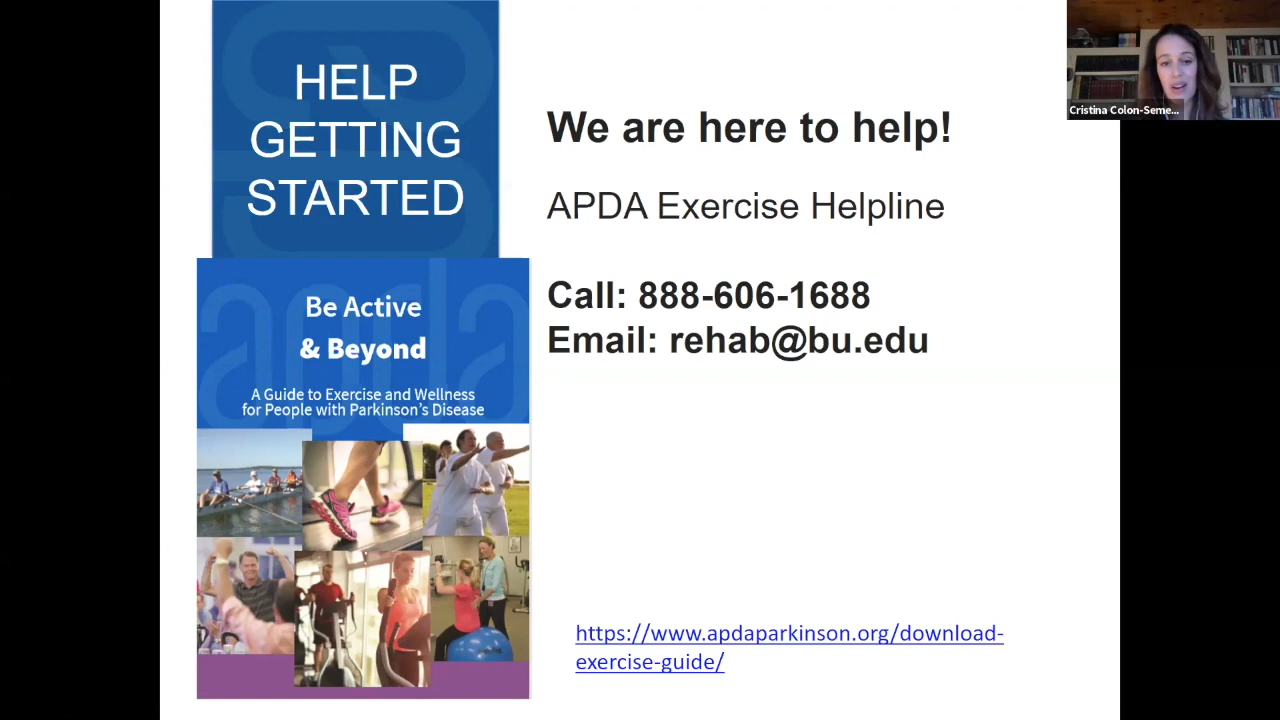 HELP
GETTING
STARTED
We are here to help!
APDA Exercise Helpline
Call: 888-606-1688
Email: rehab@bu.edu
apda
Be Active
& Beyond
A Guide to Exercise and Wellness
for People with Parkinson's Disease
https://www.apdaparkinson.org/download-
exercise-guide/
Cristina Colon-Seme...